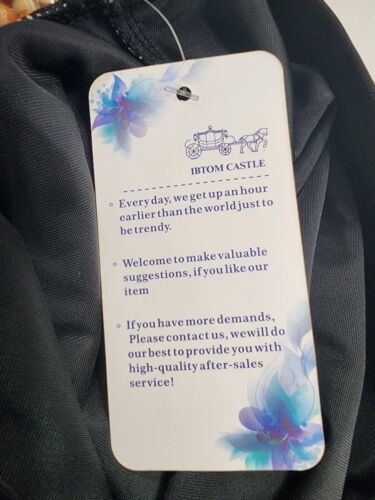 IBTOM CASTLE
Every day, we get up an hour
earlier than the world just to
be trendy.
Welcome to make valuable
suggestions, if you like our
item
If you have more demands,
Please contact us, wewill do
our best to provide you with
high-quality after-sales
service!